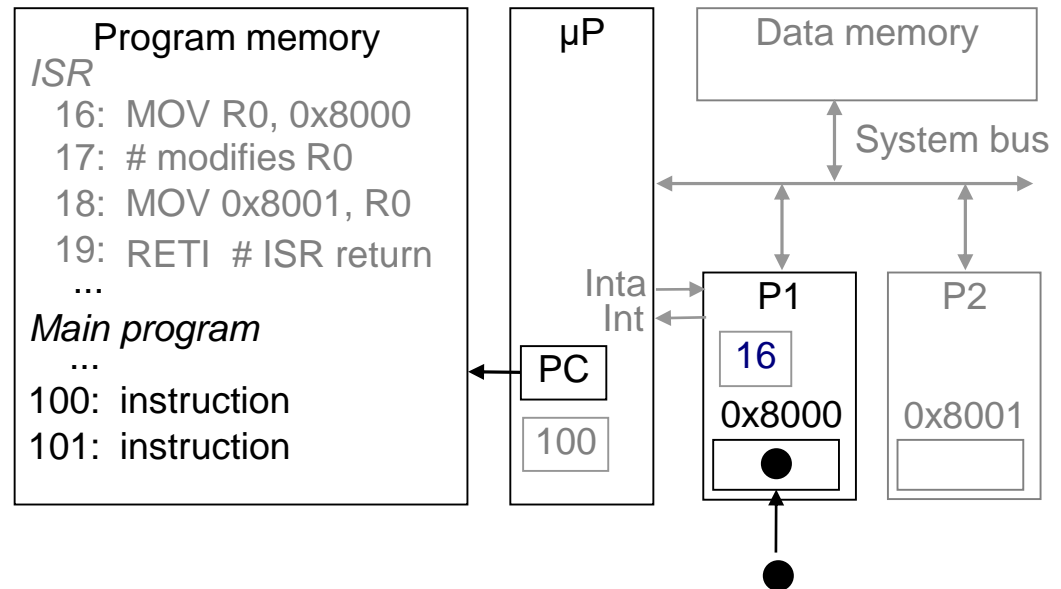 Program memory
ISR
16: MOV R0, 0x8000
17: # modifies R0
18: MOV 0x8001, R0
19: RETI # ISR return
...
Main program
...
100: instruction
101: instruction
µP
Inta
Int
PC
100
Data memory
System bus
P1
16
0x8000
P2
0x8001